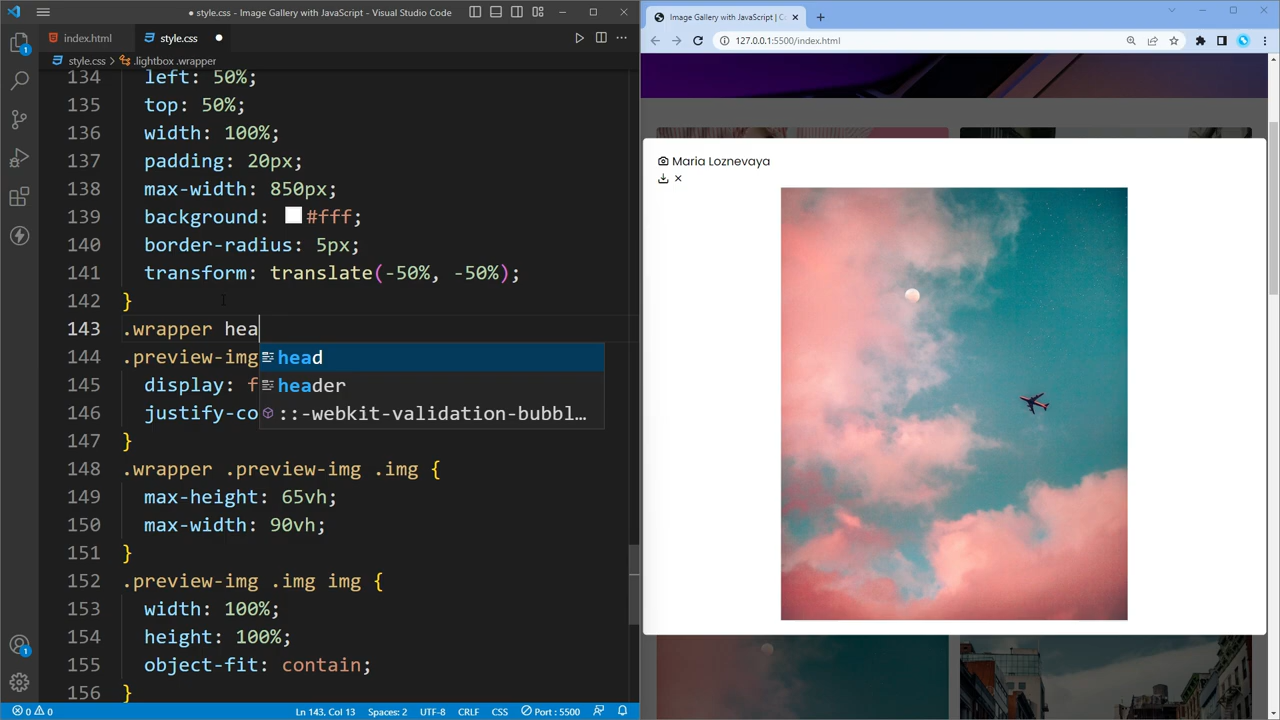 ● style.css - Image Gallery with JavaScript - Visual Studio Code
index.html
style.css
style.css > .lightbox .wrapper
134 left: 50%;
135 top: 50%;
136 width: 100%;
137 padding: 20px;
138 max-width: 850px;
139 background: #fff;
140 border-radius: 5px;
141 transform: translate(-50%, -50%);
142 }
143 .wrapper hea
144 .preview-img
head
145 display: f
header
146 justify-co
::-webkit-validation-bubbl…
147 }
148 .wrapper .preview-img .img {
149 max-height: 65vh;
150 max-width: 90vh;
151 }
152 .preview-img .img img {
153 width: 100%;
154 height: 100%;
155 object-fit: contain;
156 }
1
1
0 0
Ln 143, Col 13
Spaces: 2
UTF-8
CRLF
CSS
Port : 5500
Image Gallery with JavaScript | C
127.0.0.1:5500/index.html
Maria Loznevaya